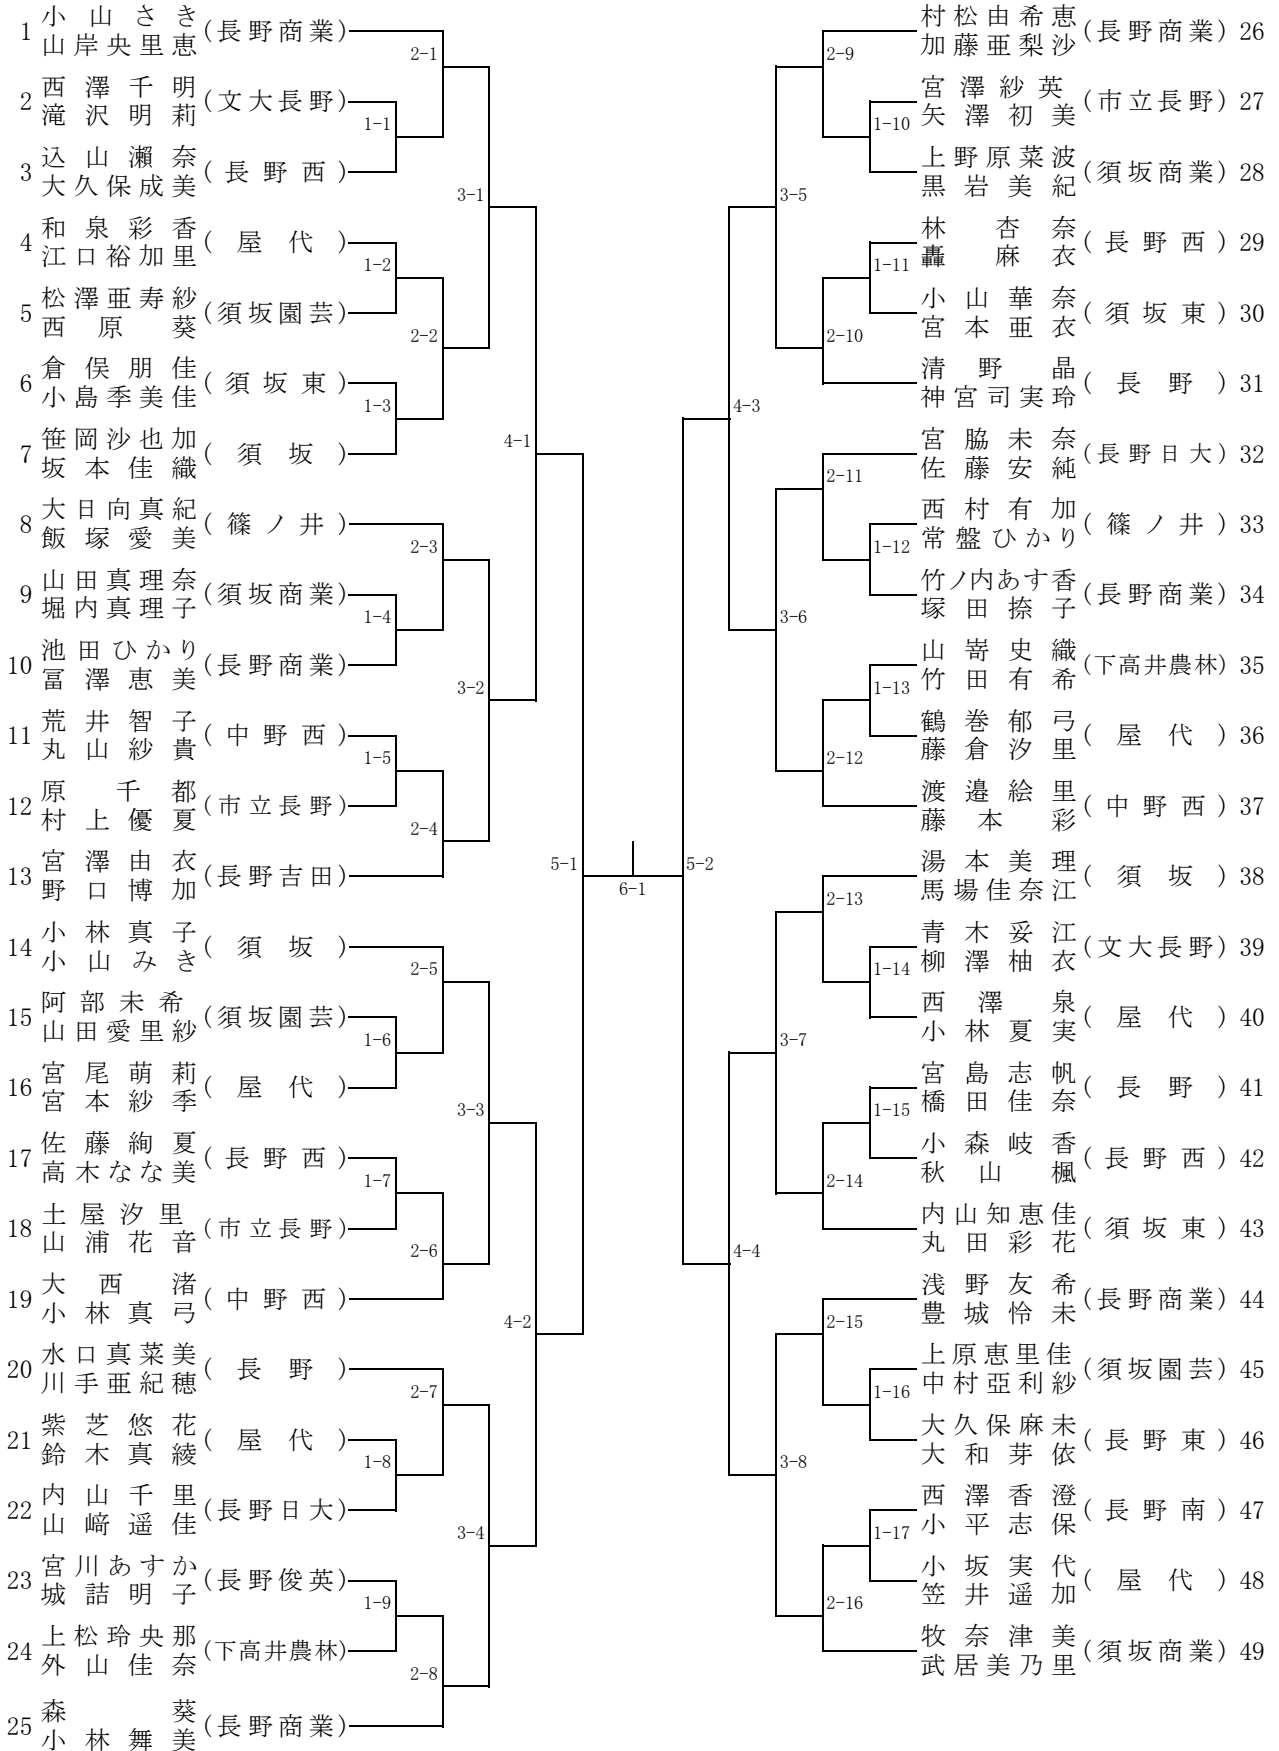 1 小山さき (長野商業)
山岸央里恵
2 西澤千明 (文大長野)
滝沢明莉
3 込山瀬奈 (長野西)
大久保成美
4 和泉彩香 (屋代)
江口裕加里
5 松澤亜寿紗 (須坂園芸)
西原葵
6 倉俣朋佳 (須坂東)
小島季美佳
7 笹岡沙也加 (須坂)
坂本佳織
8 大日向真紀 (篠ノ井)
飯塚愛美
9 山田真理奈 (須坂商業)
堀内真理子
10 池田ひかり (長野商業)
冨澤恵美
11 荒井智子 (中野西)
丸山紗貴
12 原千都 (市立長野)
村上優夏
13 宮澤由衣 (長野吉田)
野口博加
14 小林真子 (須坂)
小山みき
15 阿部未希 (須坂園芸)
山田愛里紗
16 宮尾萌莉 (屋代)
宮本紗季
17 佐藤絢夏 (長野西)
高木なな美
18 土屋汐里 (市立長野)
山浦花音
19 大西渚 (中野西)
小林真弓
20 水口真菜美 (長野)
川手亜紀穂
21 紫芝悠花 (屋代)
鈴木真綾
22 内山千里 (長野日大)
山﨑遥佳
23 宮川あすか (長野俊英)
城詰明子
24 上松玲央那 (下高井農林)
外山佳奈
25 森葵 (長野商業)
小林舞美
1-1
1-2
1-3
1-4
1-5
1-6
1-7
1-8
1-9
2-1
2-2
2-3
2-4
2-5
2-6
2-7
2-8
3-1
3-2
3-3
3-4
4-1
4-2
5-1
6-1
5-2
4-3
4-4
3-5
3-6
3-7
3-8
2-9
2-10
2-11
2-12
2-13
2-14
2-15
2-16
1-10
1-11
1-12
1-13
1-14
1-15
1-16
1-17
村松由希恵 (長野商業) 26
加藤亜梨沙
宮澤紗英 (市立長野) 27
矢澤初美
上野原菜波 (須坂商業) 28
黒岩美紀
林杏奈 (長野西) 29
轟麻衣
小山華奈 (須坂東) 30
宮本亜衣
清野晶 (長野) 31
神宮司実玲
宮脇未奈 (長野日大) 32
佐藤安純
西村有加 (篠ノ井) 33
常盤ひかり
竹ノ内あす香 (長野商業) 34
塚田捺子
山嵜史織 (下高井農林) 35
竹田有希
鶴巻郁弓 (屋代) 36
藤倉汐里
渡邉絵里 (中野西) 37
藤本彩
湯本美理 (須坂) 38
馬場佳奈江
青木妥江 (文大長野) 39
柳澤柚衣
西澤泉 (屋代) 40
小林夏実
宮島志帆 (長野) 41
橋田佳奈
小森岐香 (長野西) 42
秋山楓
内山知恵佳 (須坂東) 43
丸田彩花
浅野友希 (長野商業) 44
豊城怜未
上原恵里佳 (須坂園芸) 45
中村亞利紗
大久保麻未 (長野東) 46
大和芽依
西澤香澄 (長野南) 47
小平志保
小坂実代 (屋代) 48
笠井遥加
牧奈津美 (須坂商業) 49
武居美乃里